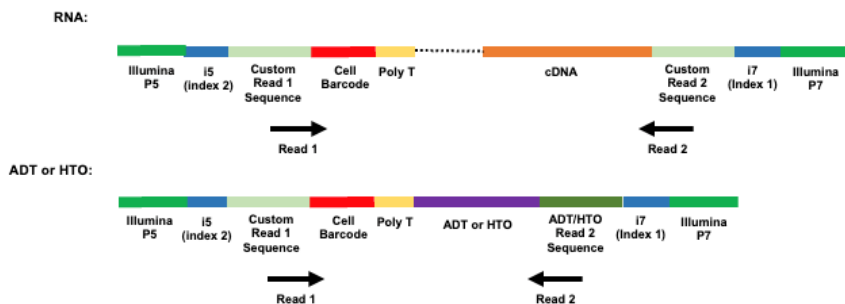 RNA:
Illumina P5
i5 (index 2)
Custom Read 1 Sequence
Cell Barcode
Poly T
cDNA
Custom Read 2 Sequence
i7 (Index 1)
Illumina P7
Read 1
Read 2
ADT or HTO:
Illumina P5
i5 (index 2)
Custom Read 1 Sequence
Cell Barcode
Poly T
ADT or HTO
ADT/HTO Read 2 Sequence
i7 (Index 1)
Illumina P7
Read 1
Read 2